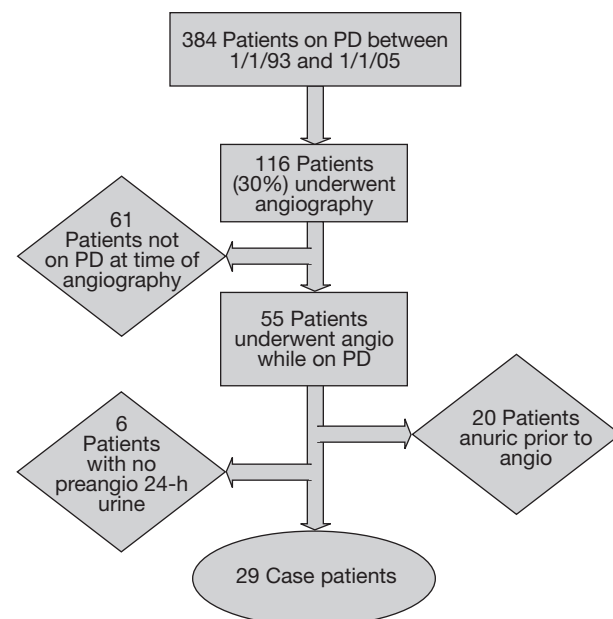 384 Patients on PD between
1/1/93 and 1/1/05
116 Patients
(30%) underwent
angiography
61
Patients not
on PD at time of
angiography
55 Patients
underwent angio
while on PD
20 Patients
anuric prior to
angio
6
Patients
with no
preangio 24-h
urine
29 Case patients